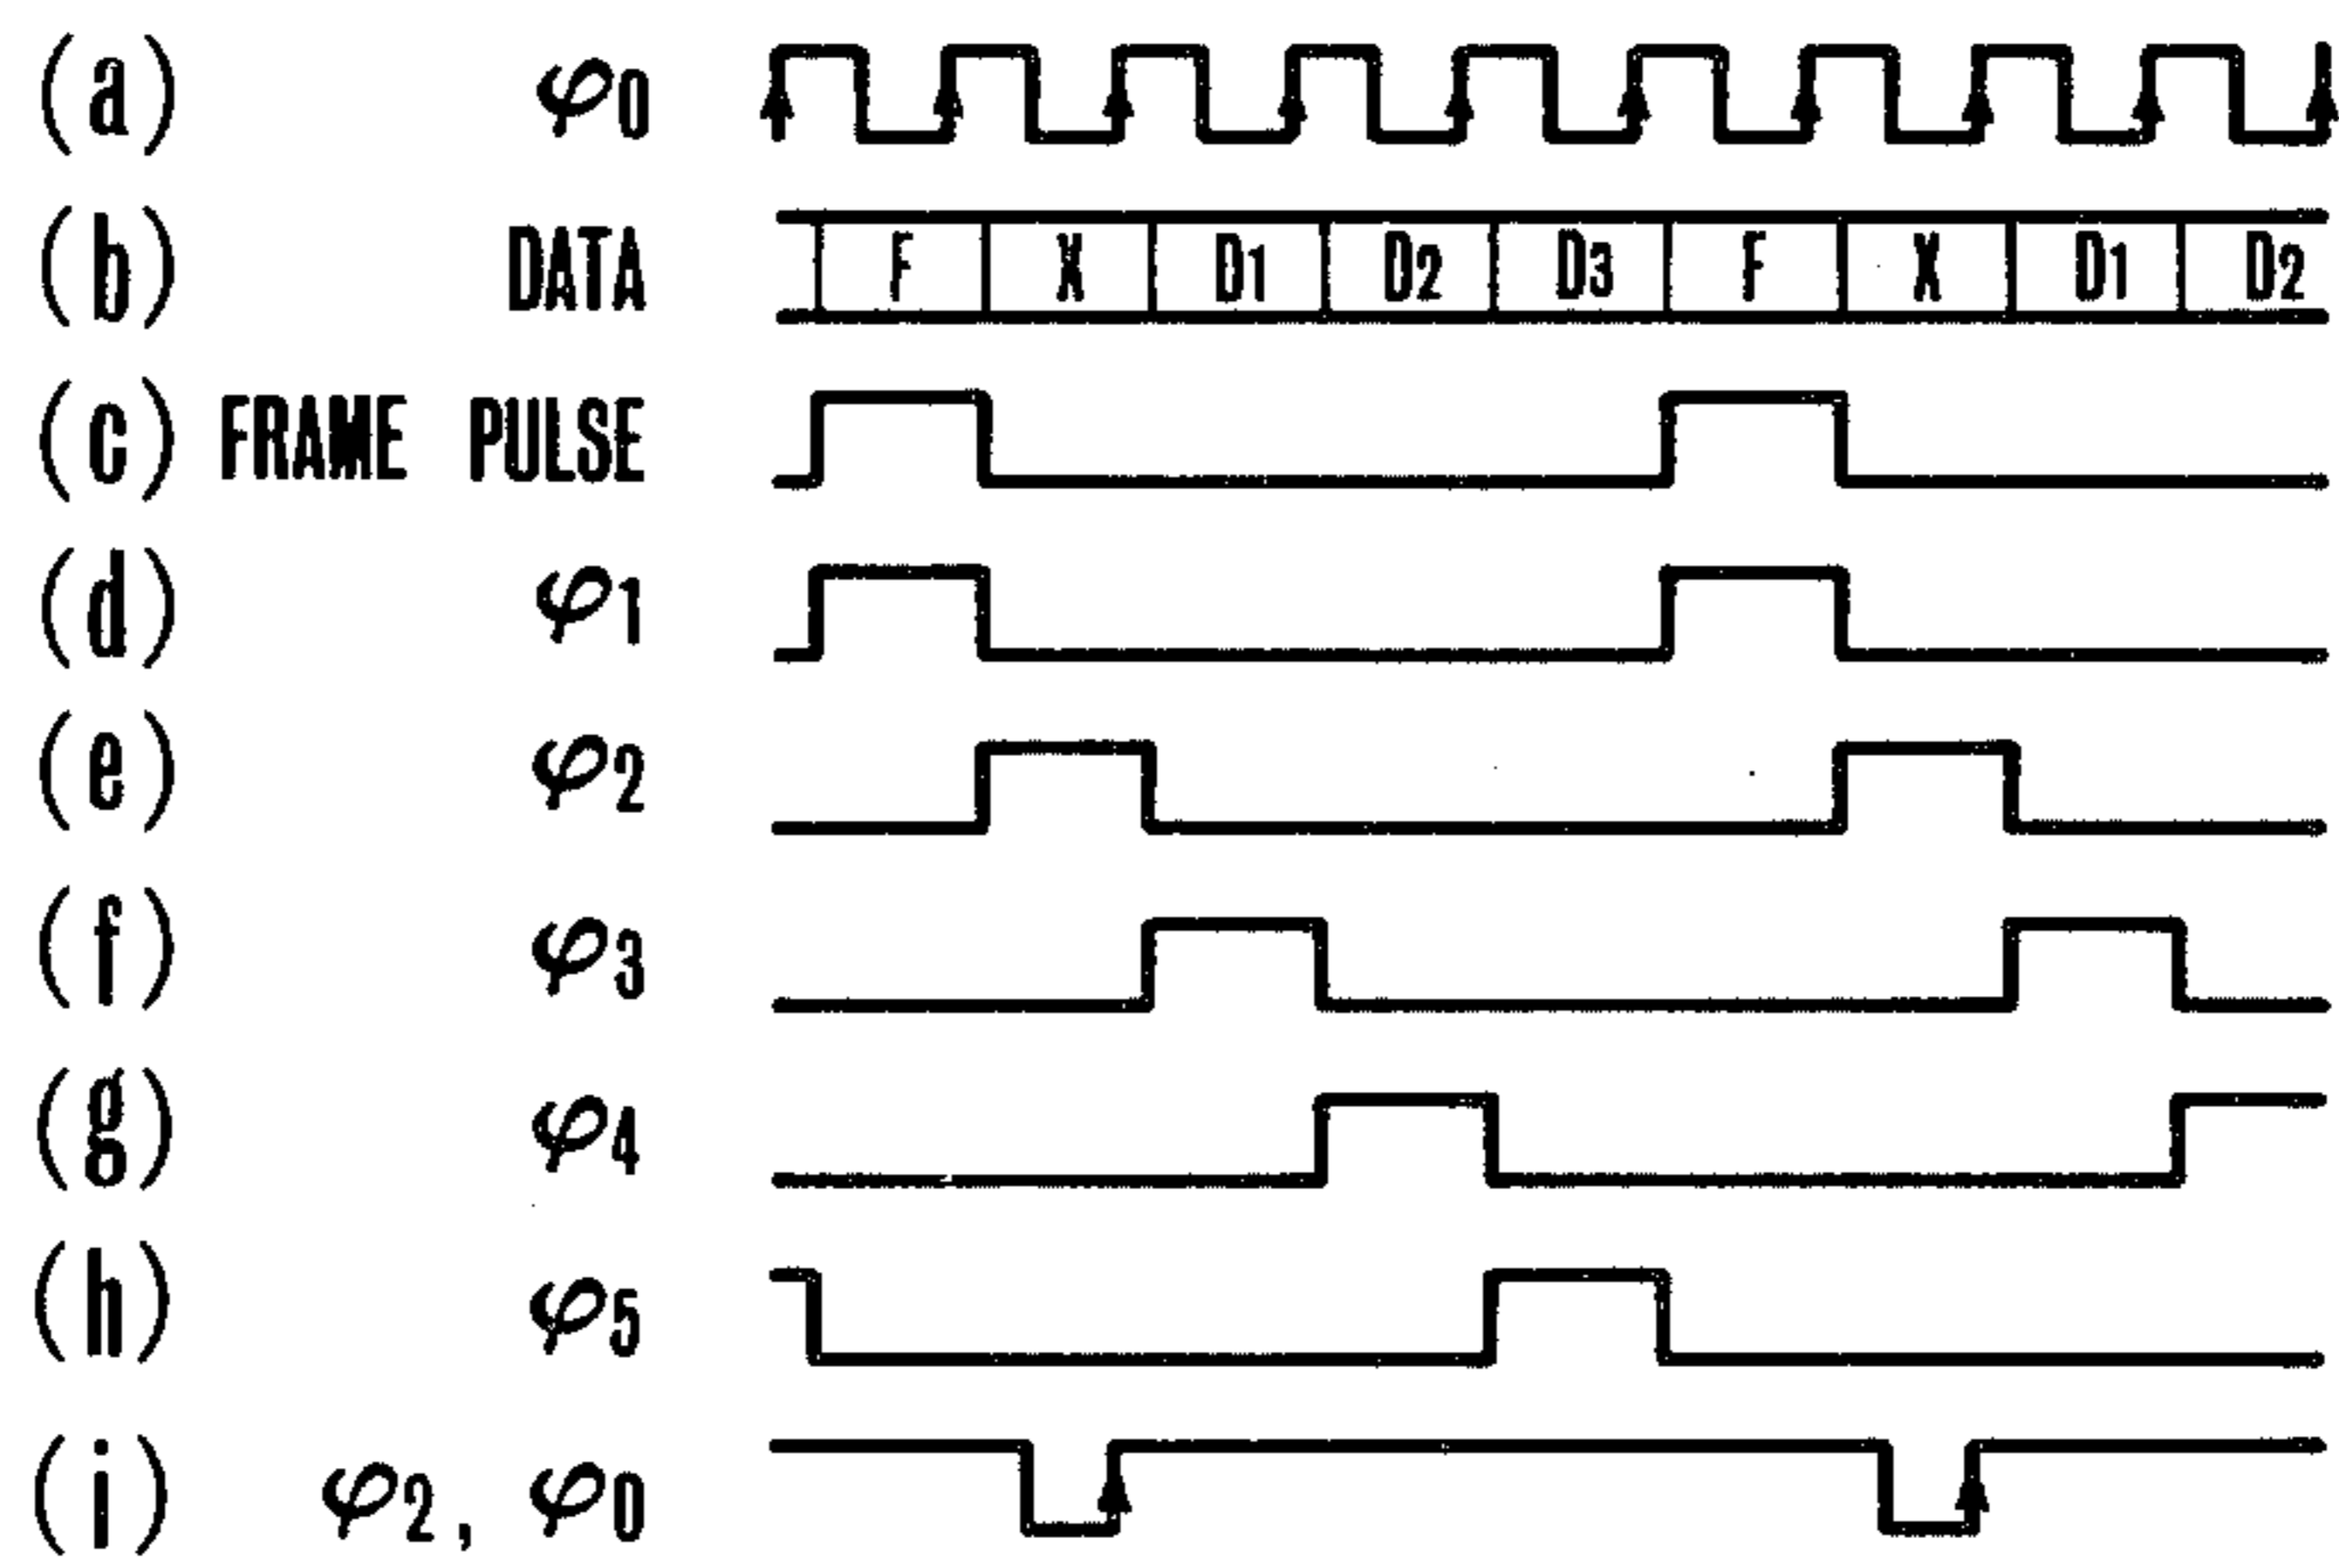 (a) φ0
(b) DATA F X D1 D2 D3 F X D1 D2
(c) FRAME PULSE
(d) φ1
(e) φ2
(f) φ3
(g) φ4
(h) φ5
(i) φ2, φ0